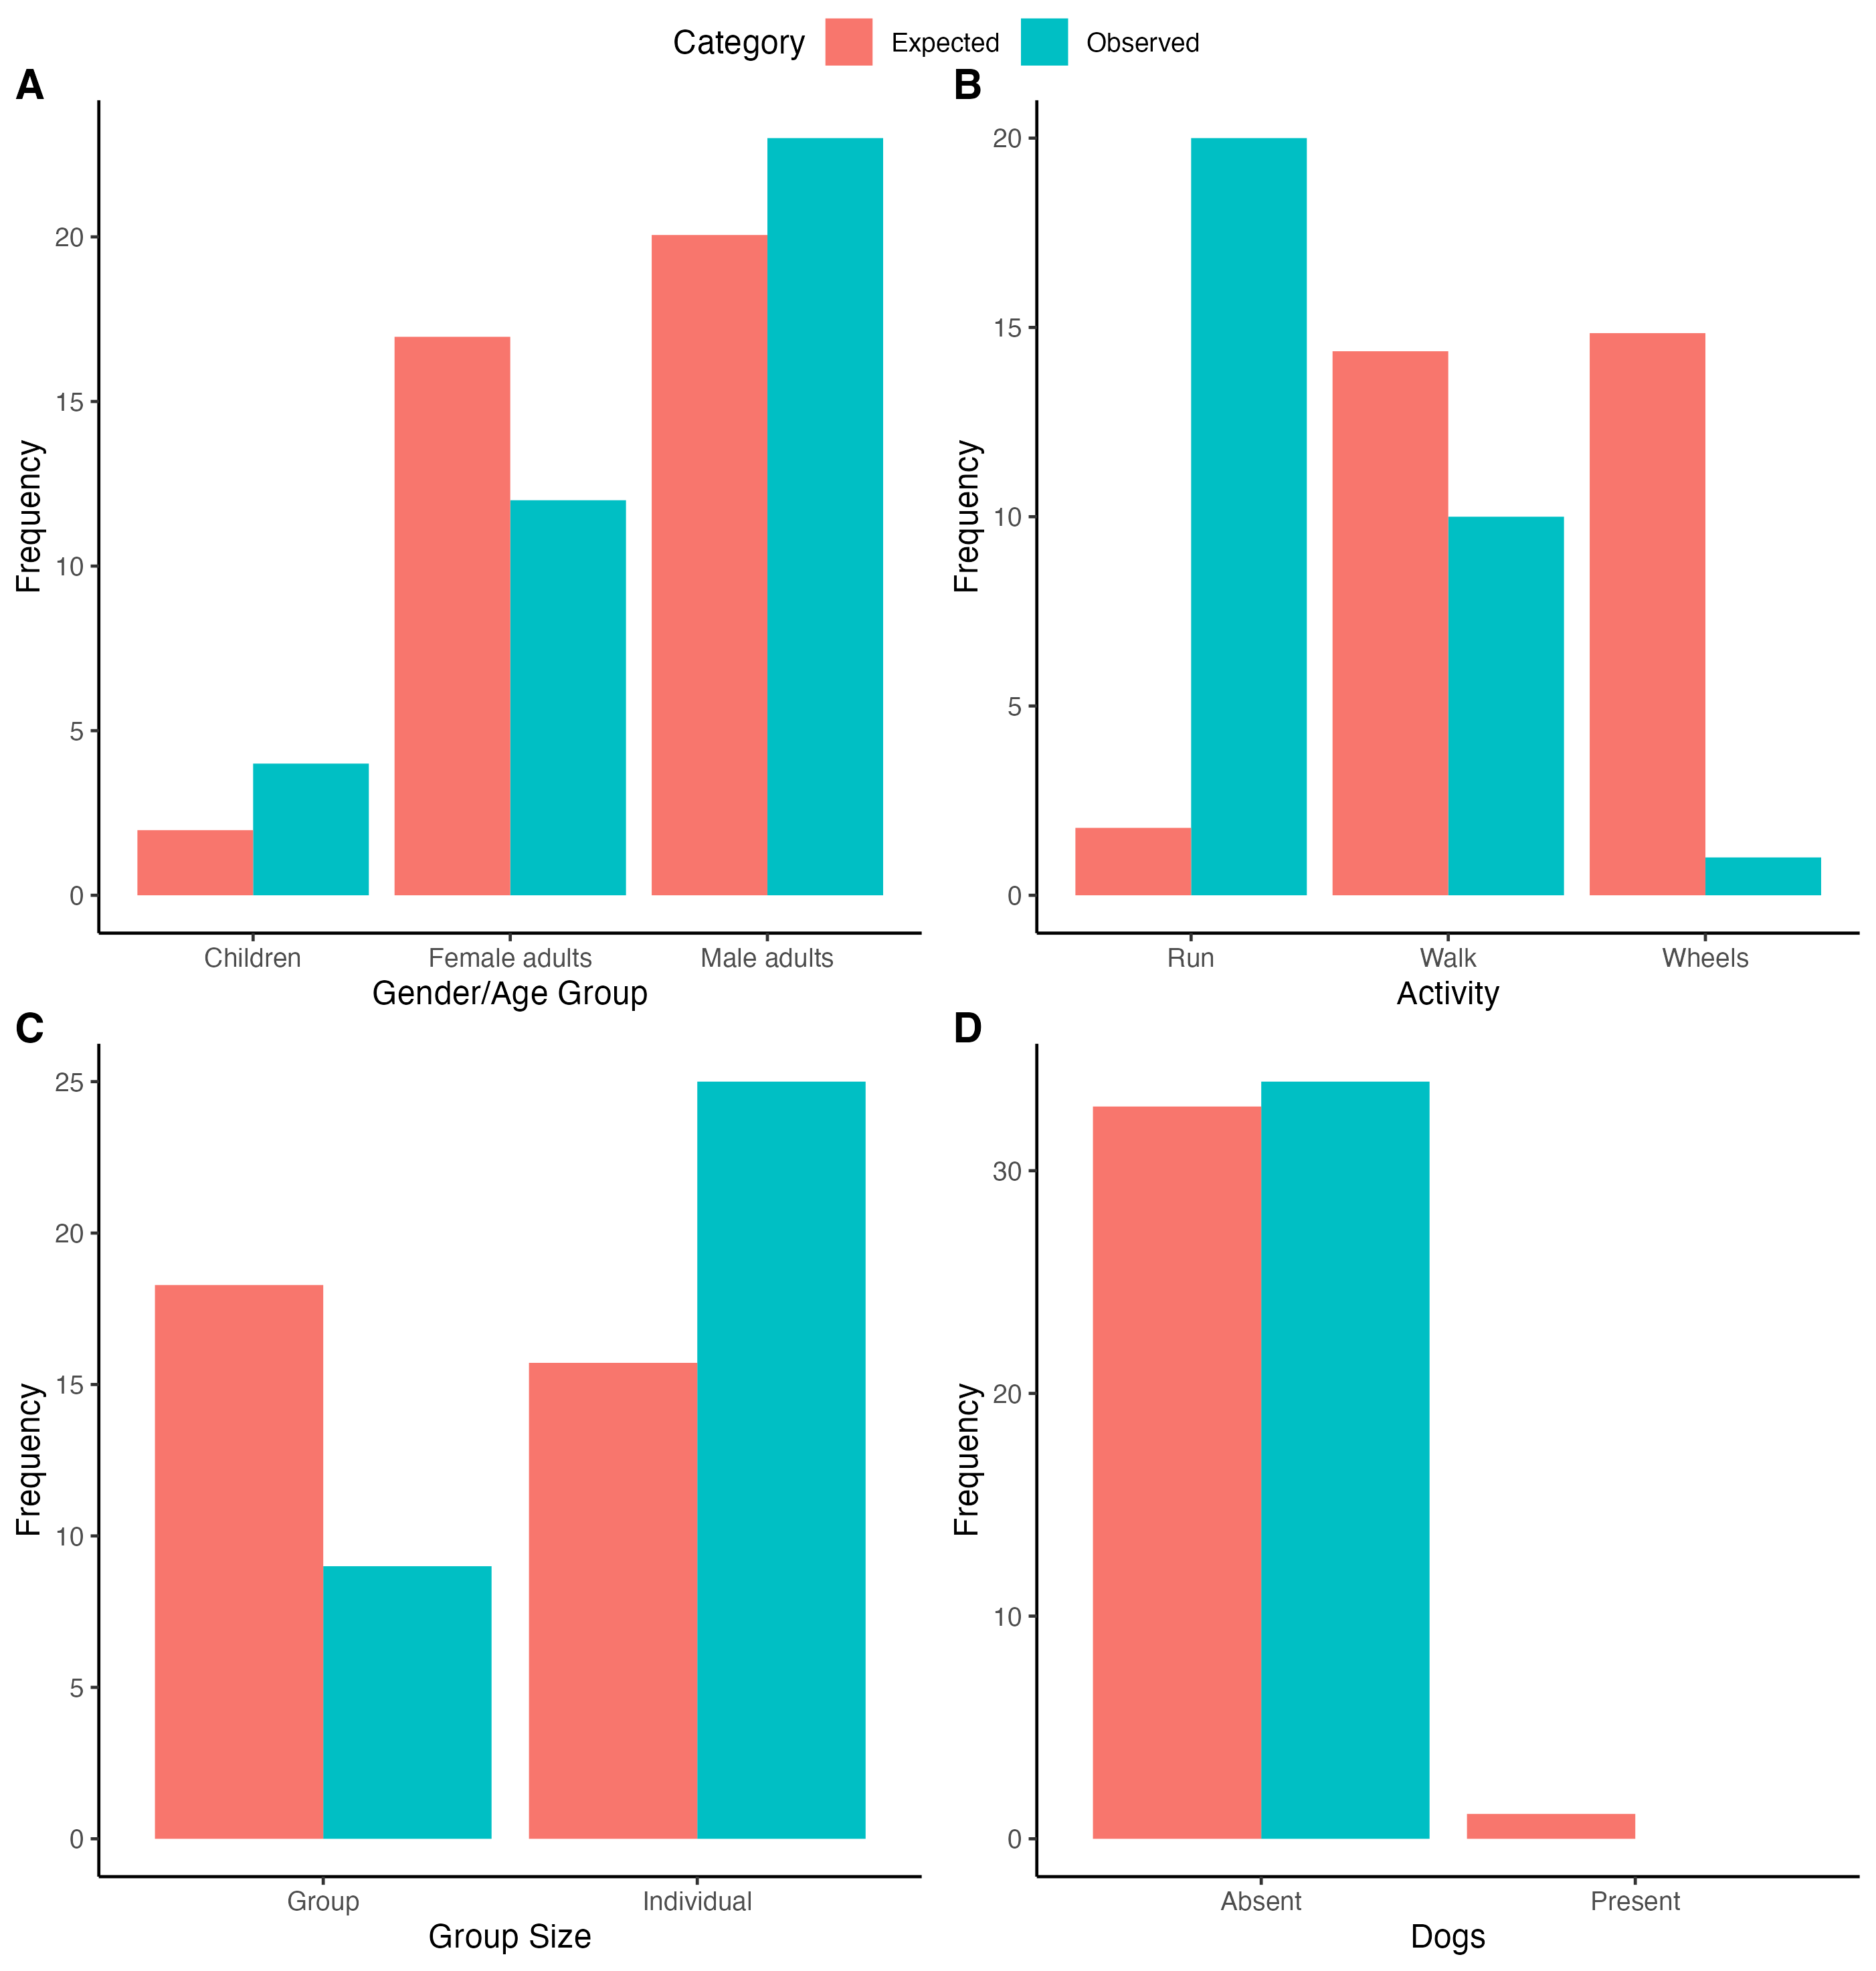 Category Expected Observed
A
Frequency
20
15
10
5
0
Children Female adults Male adults
Gender/Age Group
B
Frequency
20
15
10
5
0
Run Walk Wheels
Activity
C
Frequency
25
20
15
10
5
0
Group Individual
Group Size
D
Frequency
30
20
10
0
Absent Present
Dogs